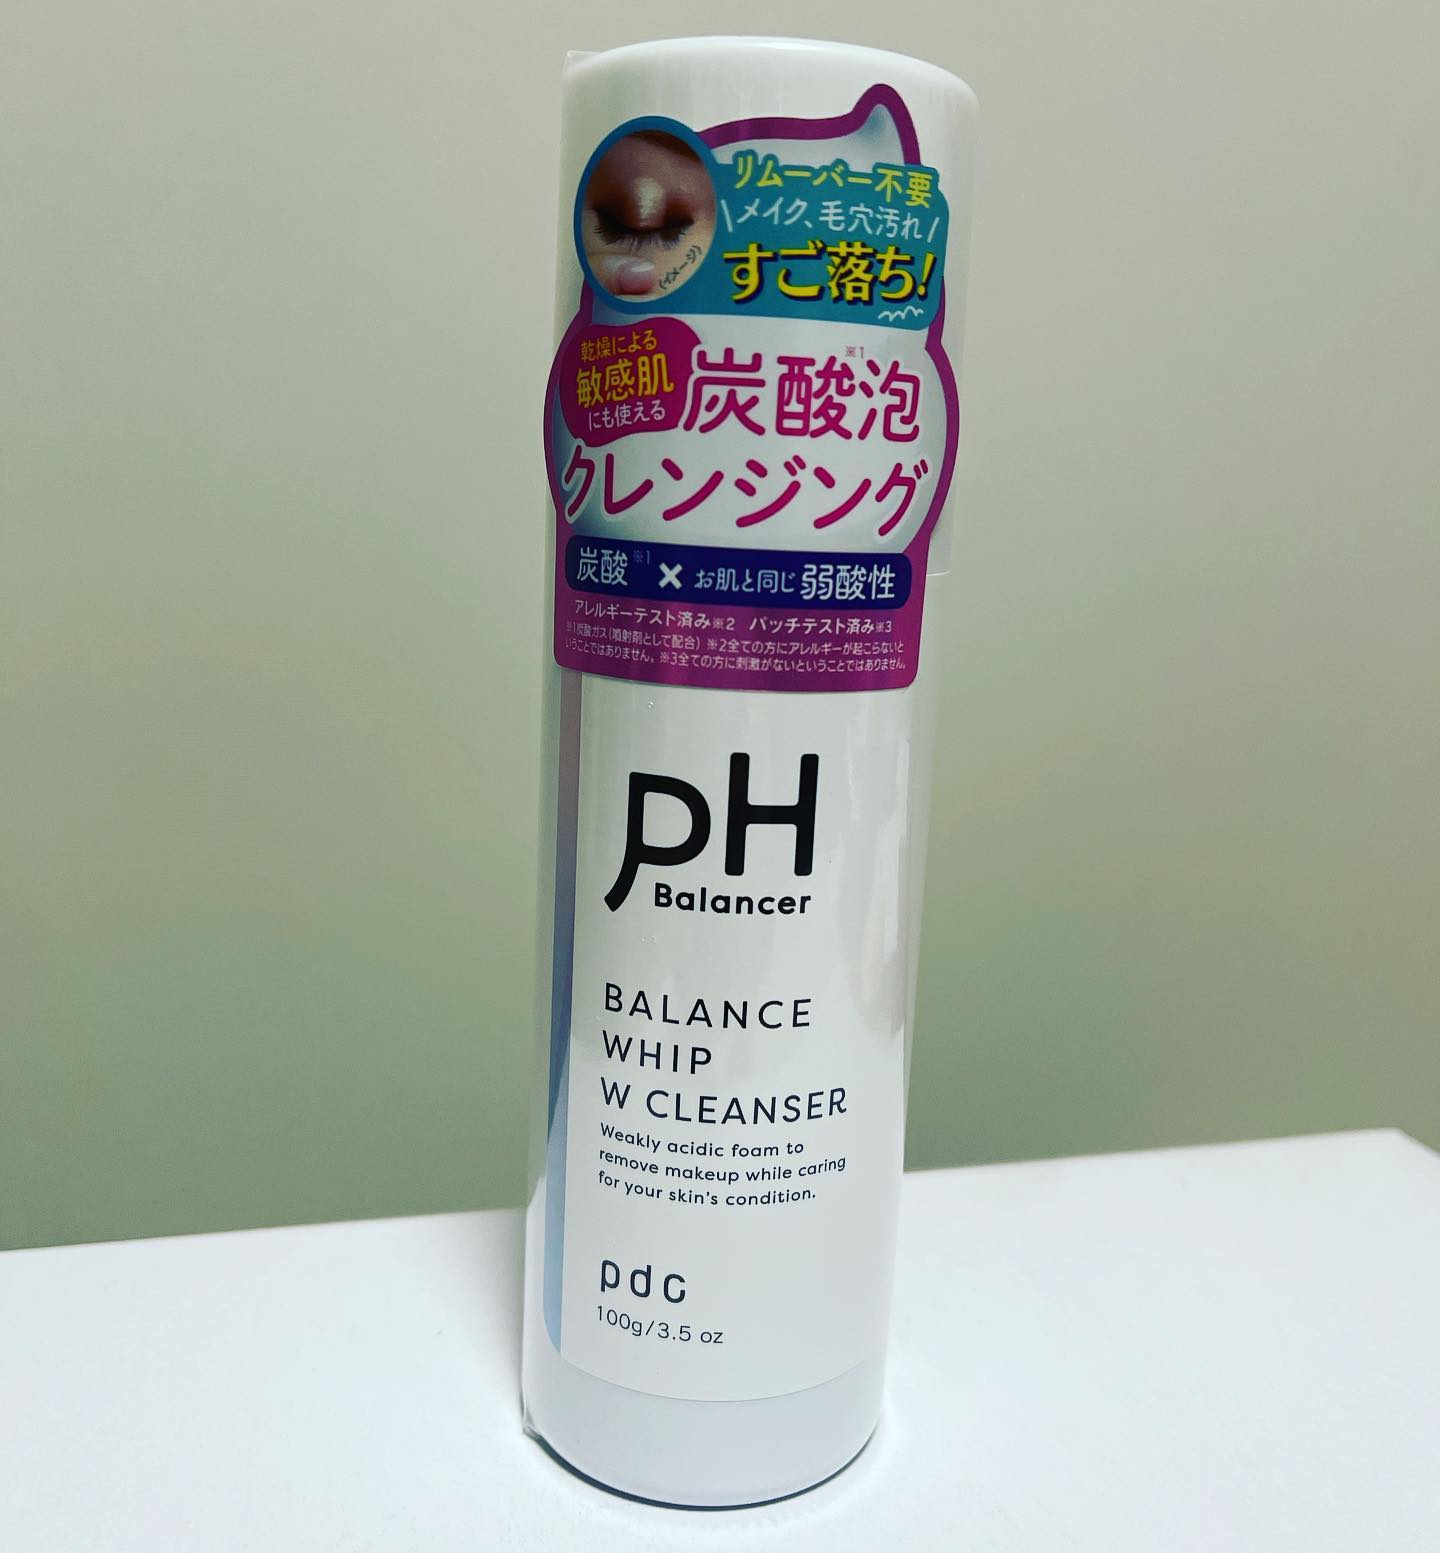 リムーバー不要
\メイク、毛穴汚れ/
すご落ち!
(イメージ)
乾燥による
敏感肌
にも使える
炭酸泡※1
クレンジング
炭酸※1 × お肌と同じ弱酸性
アレルギーテスト済み※2 パッチテスト済み※3
※1炭酸ガス(噴射剤として配合) ※2全ての方にアレルギーが起こらないと
いうことではありません。※3全ての方に刺激がないということではありません。
pH
Balancer
BALANCE
WHIP
W CLEANSER
Weakly acidic foam to
remove makeup while caring
for your skin's condition.
pdc
100g/3.5 oz